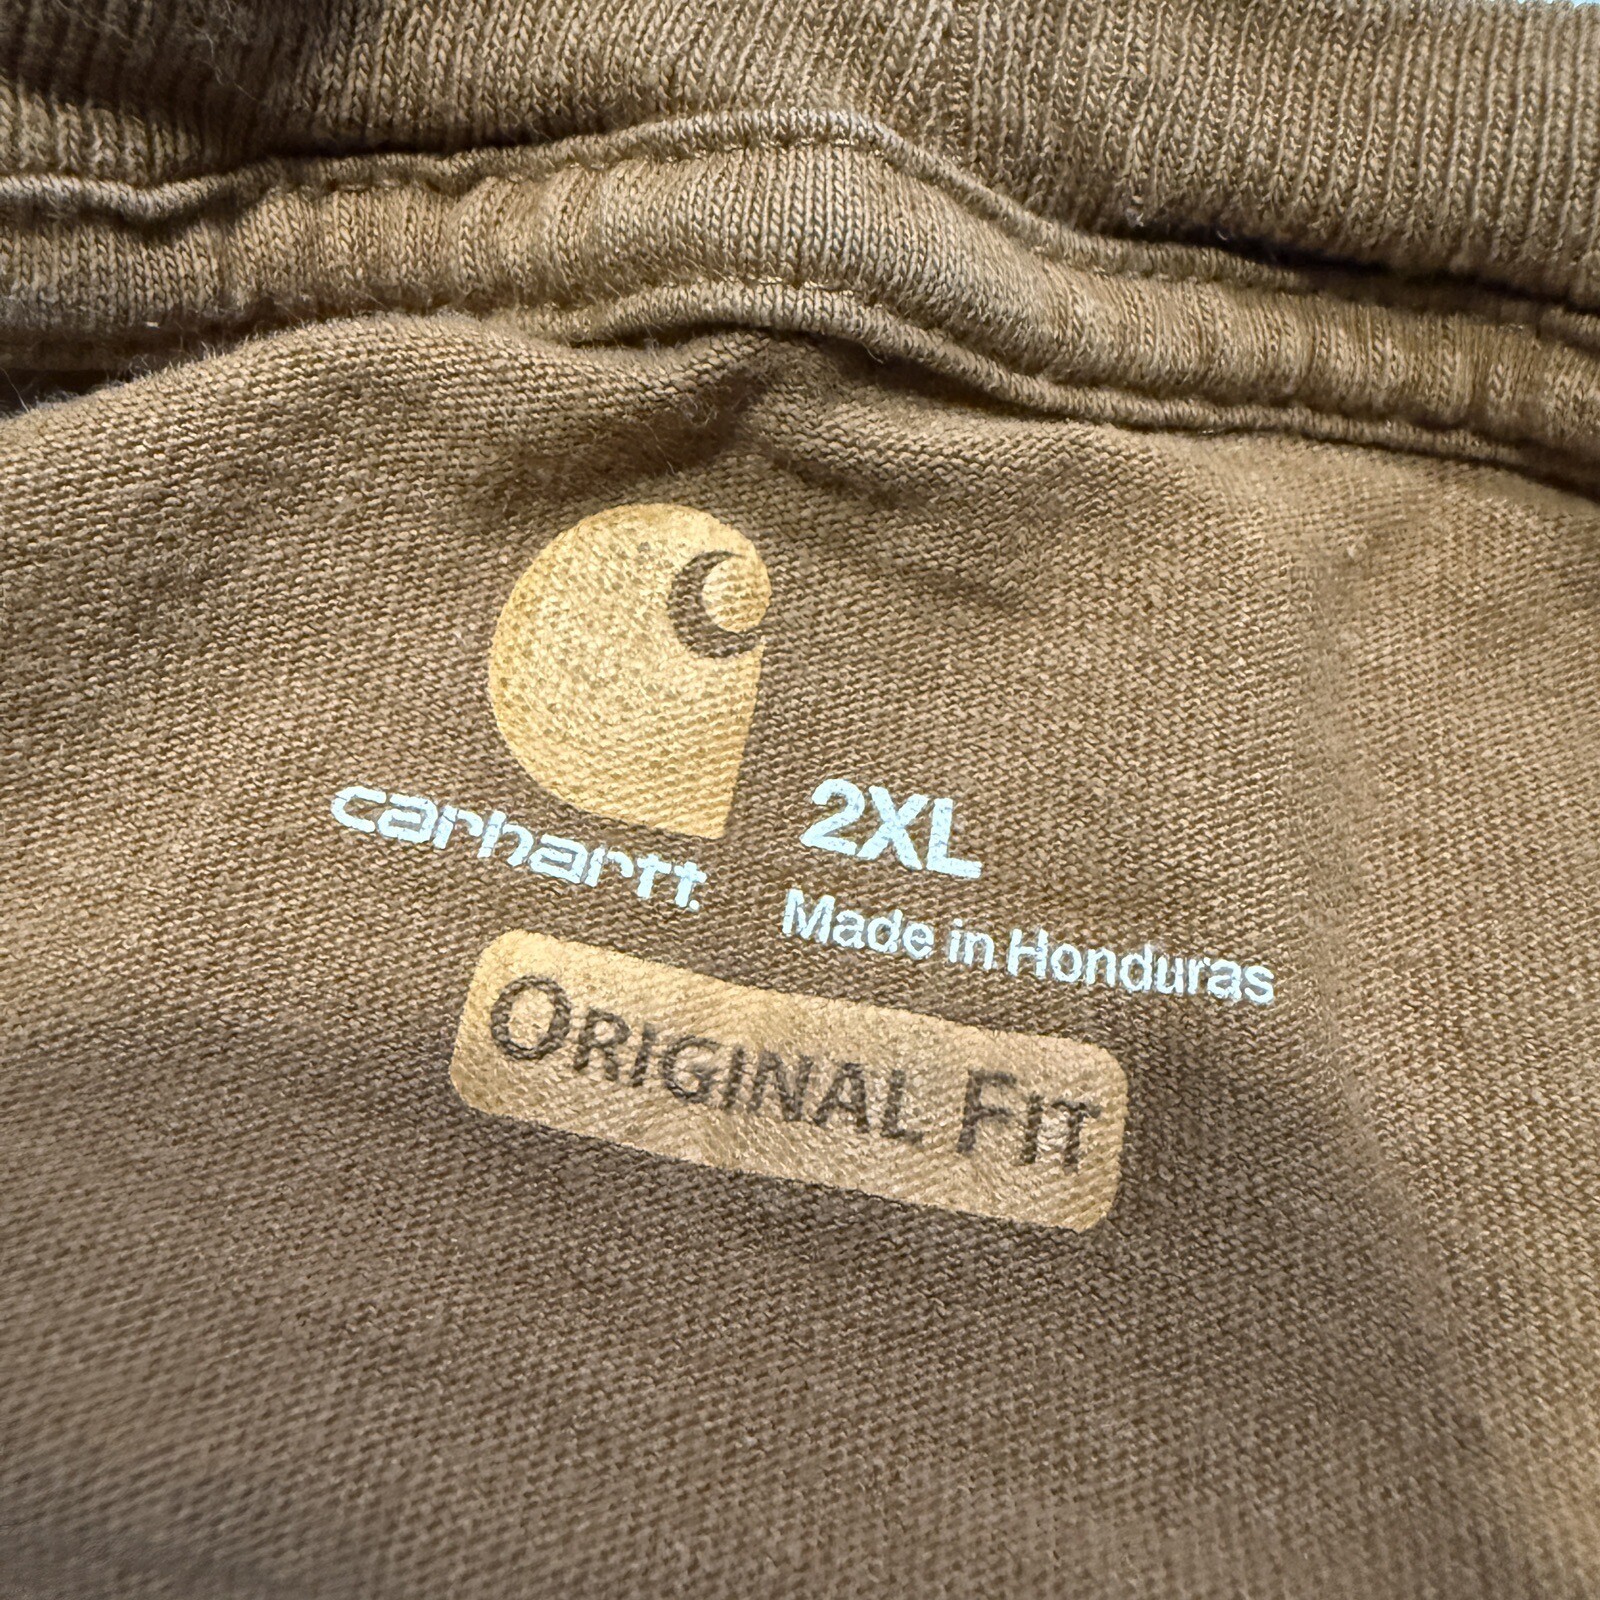 carhartt
2XL
Made in Honduras
ORIGINAL FIT